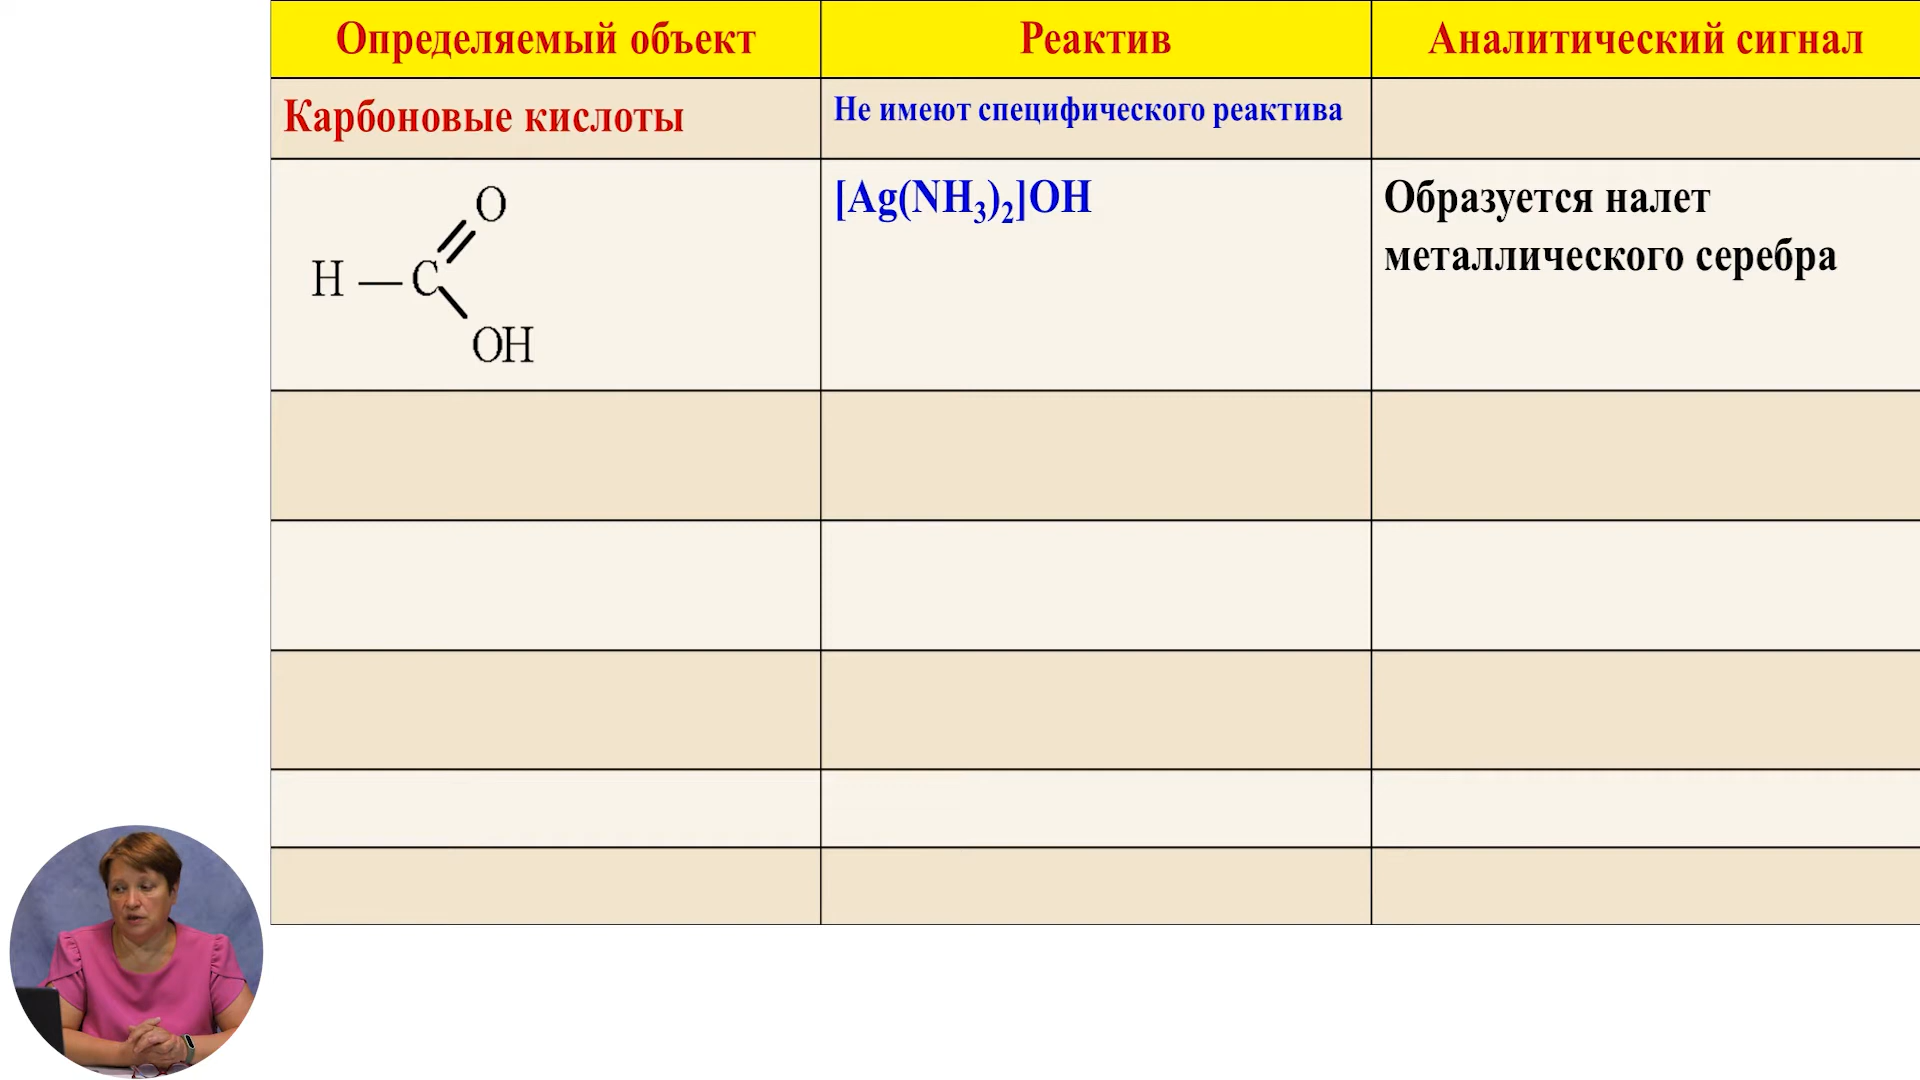 Определяемый объект
Реактив
Аналитический сигнал
Карбоновые кислоты
Не имеют специфического реактива
O
H — C
OH
[Ag(NH₃)₂]OH
Образуется налет
металлического серебра